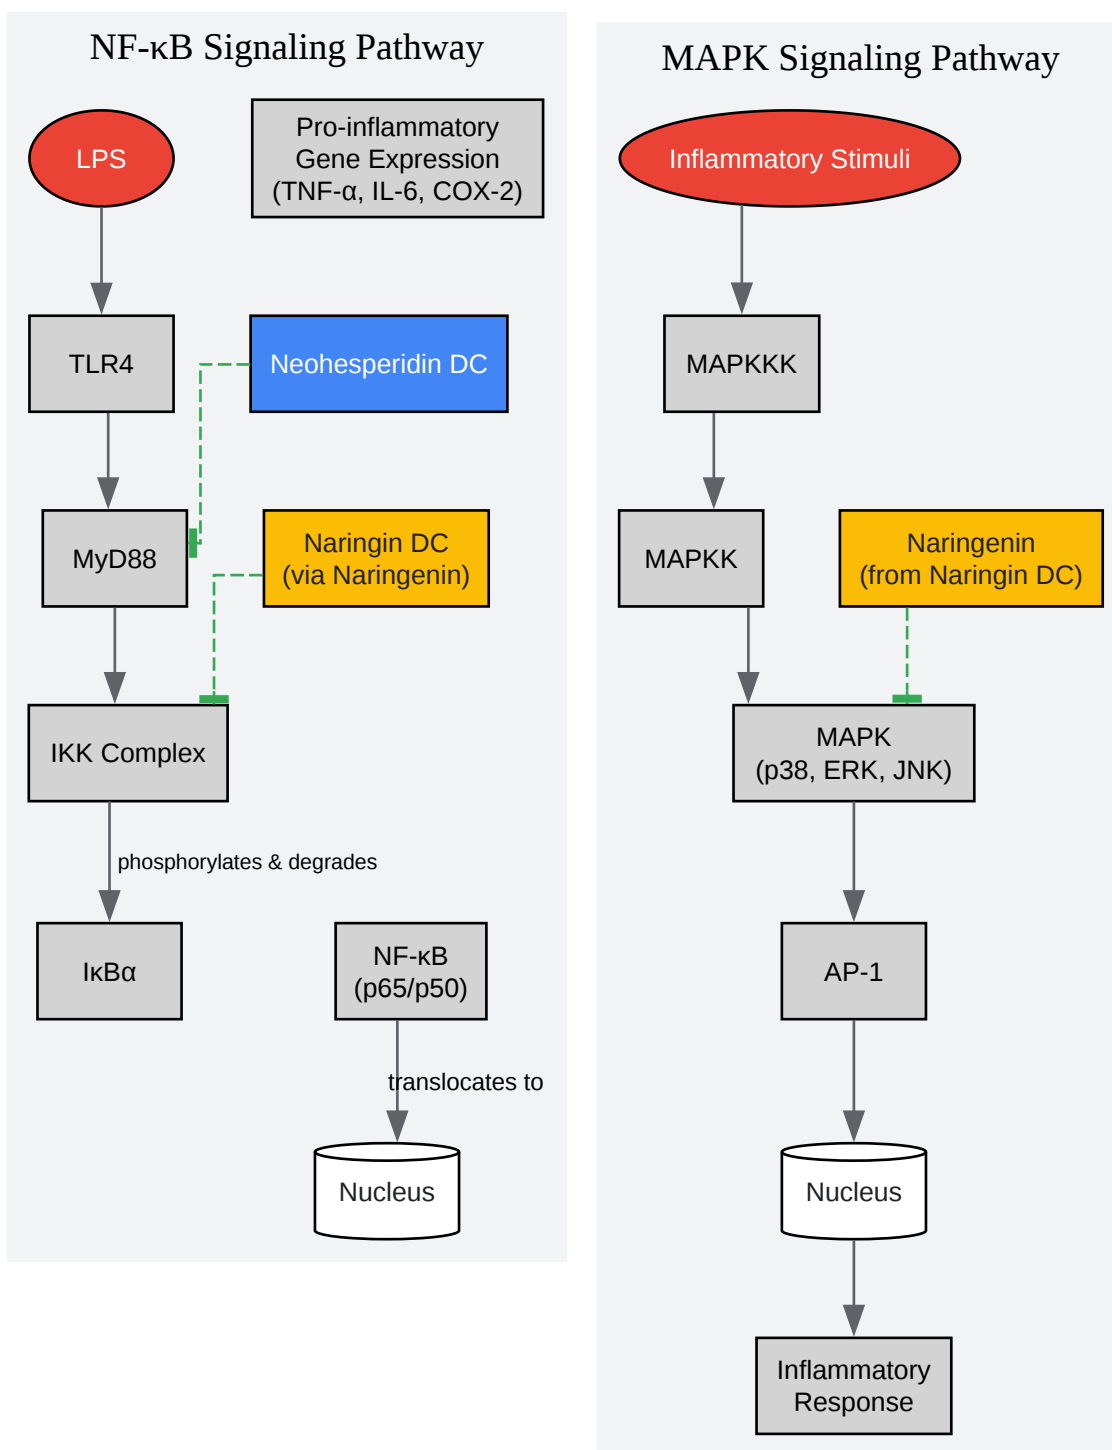 NF-κB Signaling Pathway
LPS
Pro-inflammatory
Gene Expression
(TNF-α, IL-6, COX-2)
TLR4
Neohesperidin DC
MyD88
Naringin DC
(via Naringenin)
IKK Complex
phosphorylates & degrades
IκBα
NF-κB
(p65/p50)
translocates to
Nucleus
MAPK Signaling Pathway
Inflammatory Stimuli
MAPKKK
MAPKK
Naringenin
(from Naringin DC)
MAPK
(p38, ERK, JNK)
AP-1
Nucleus
Inflammatory
Response